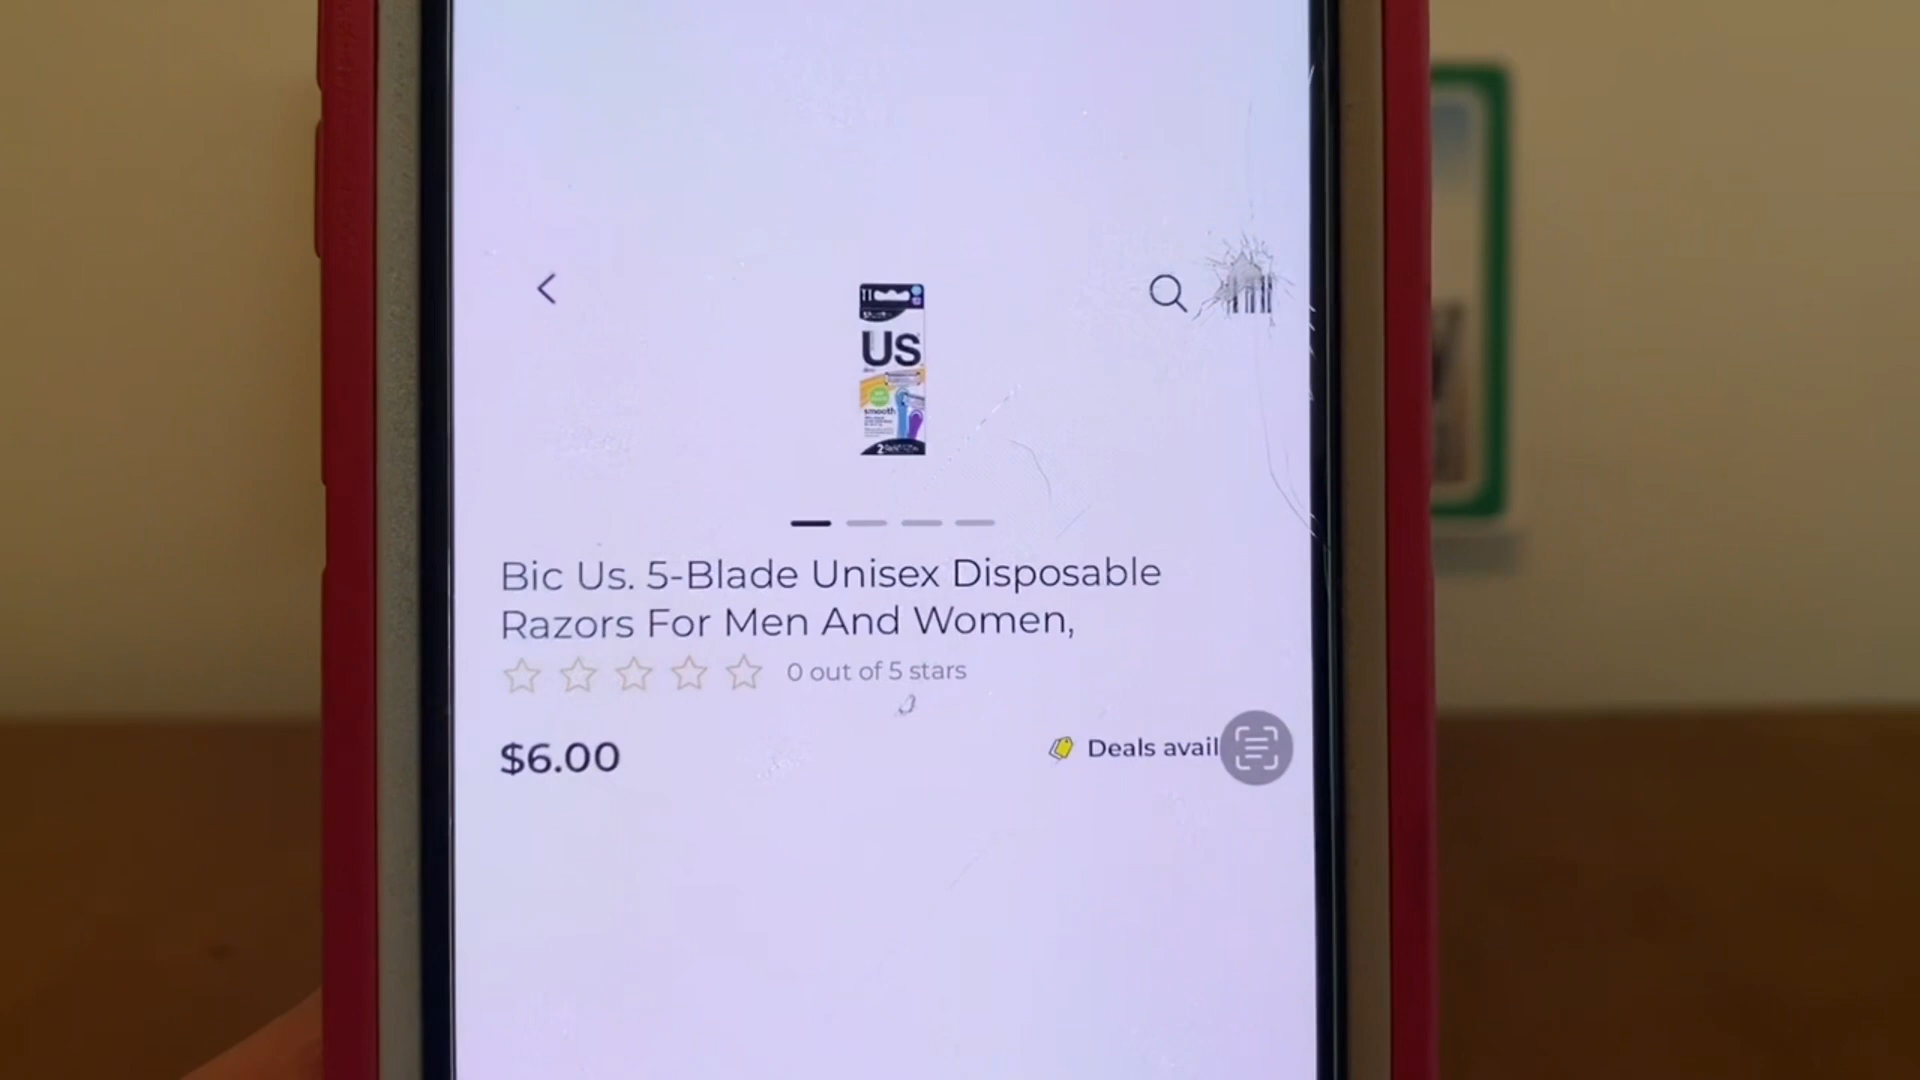 US
smooth
2
Bic Us. 5-Blade Unisex Disposable
Razors For Men And Women,
0 out of 5 stars
$6.00
Deals avail